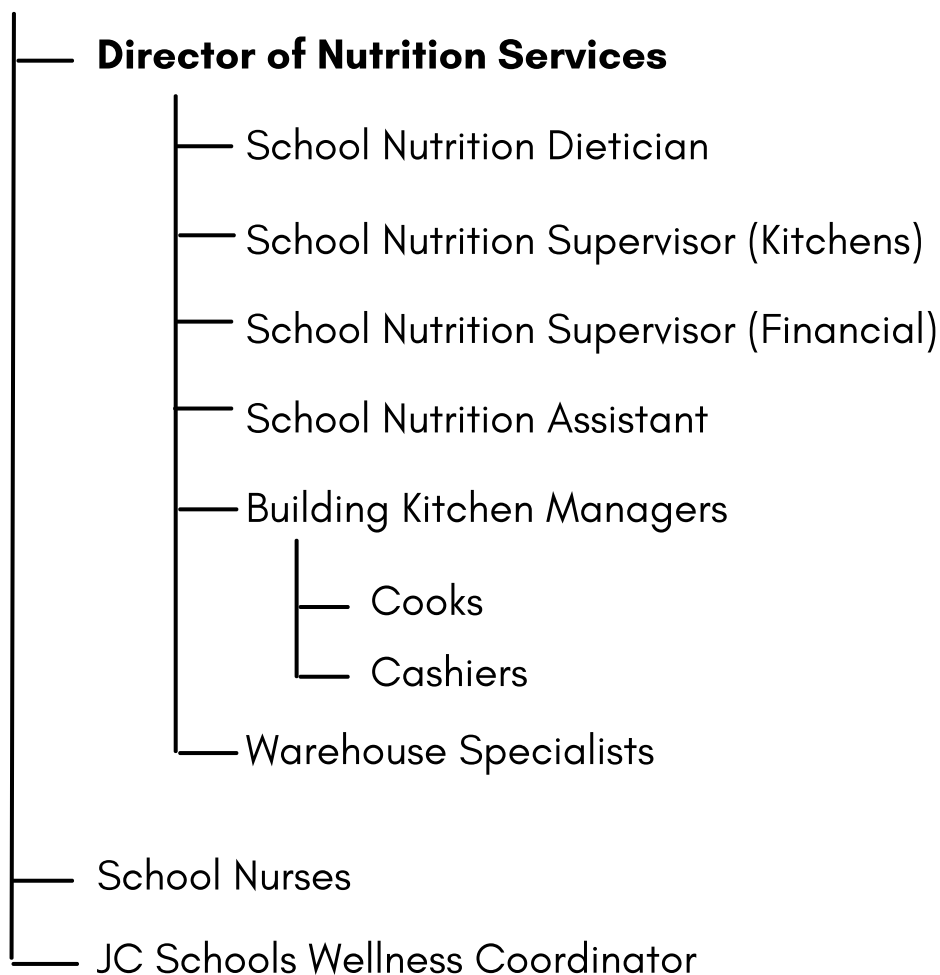 Director of Nutrition Services
School Nutrition Dietician
School Nutrition Supervisor (Kitchens)
School Nutrition Supervisor (Financial)
School Nutrition Assistant
Building Kitchen Managers
Cooks
Cashiers
Warehouse Specialists
School Nurses
JC Schools Wellness Coordinator